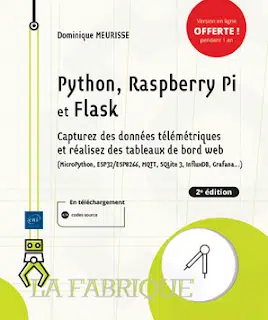 Dominique MEURISSE
Version en ligne
OFFERTE !
pendant 1 an
Python, Raspberry Pi
et Flask
Capturez des données télémétriques
et réalisez des tableaux de bord web
(MicroPython, ESP32/ESP8266, MQTT, SQLite 3, InfluxDB, Grafana...)
2e édition
En téléchargement
codes source
eni
LA FABRIQUE